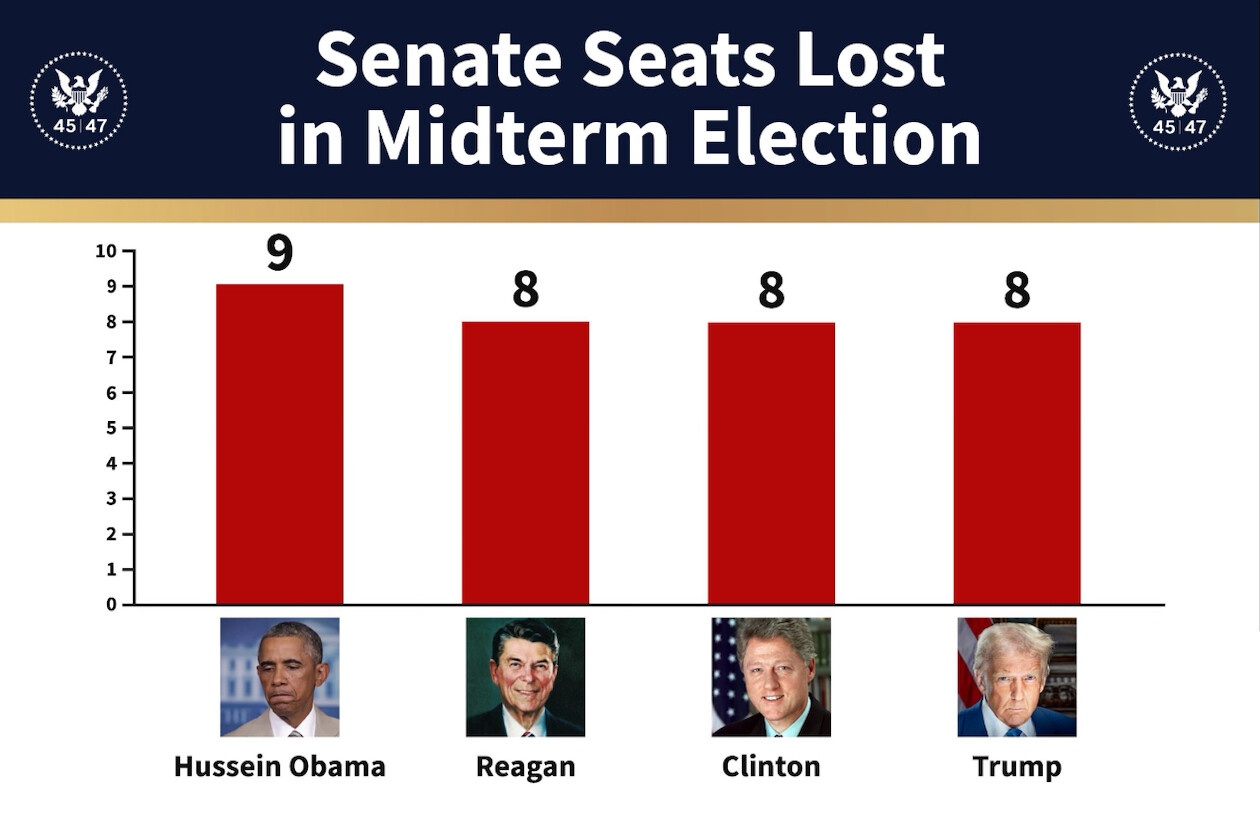 Senate Seats Lost
in Midterm Election
45|47
45|47
10
9
8
7
6
5
4
3
2
1
0
9
8
8
8
Hussein Obama
Reagan
Clinton
Trump